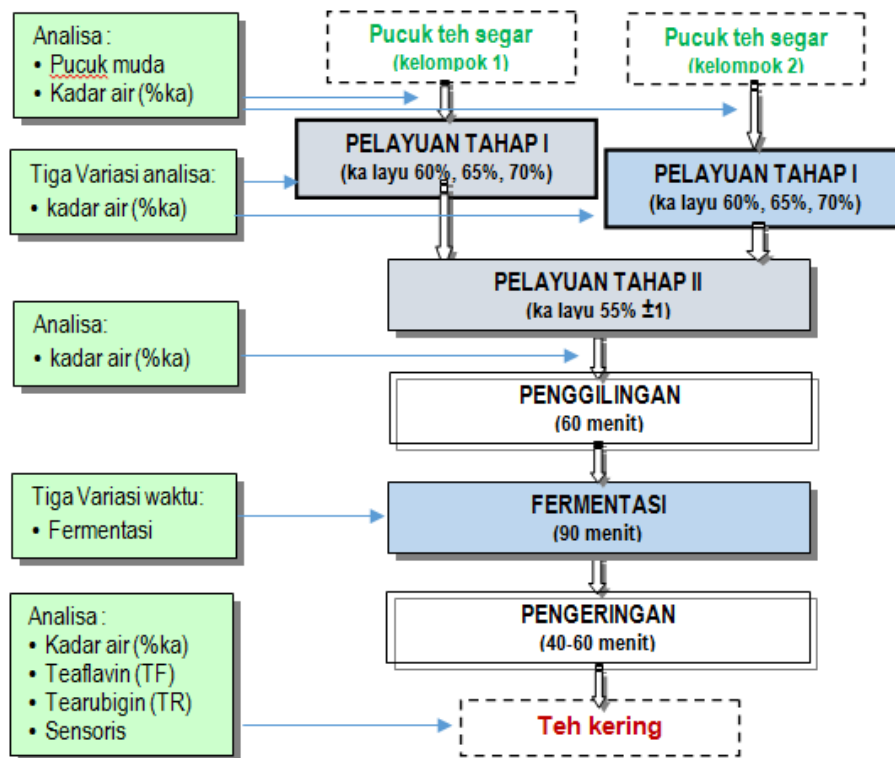 Analisa :
• Pucuk muda
• Kadar air (%ka)
Pucuk teh segar
(kelompok 1)
Pucuk teh segar
(kelompok 2)
Tiga Variasi analisa:
• kadar air (%ka)
PELAYUAN TAHAP I
(ka layu 60%, 65%, 70%)
PELAYUAN TAHAP I
(ka layu 60%, 65%, 70%)
PELAYUAN TAHAP II
(ka layu 55% ±1)
Analisa:
• kadar air (%ka)
PENGGILINGAN
(60 menit)
Tiga Variasi waktu:
• Fermentasi
FERMENTASI
(90 menit)
Analisa :
• Kadar air (%ka)
• Teaflavin (TF)
• Tearubigin (TR)
• Sensoris
PENGERINGAN
(40-60 menit)
Teh kering